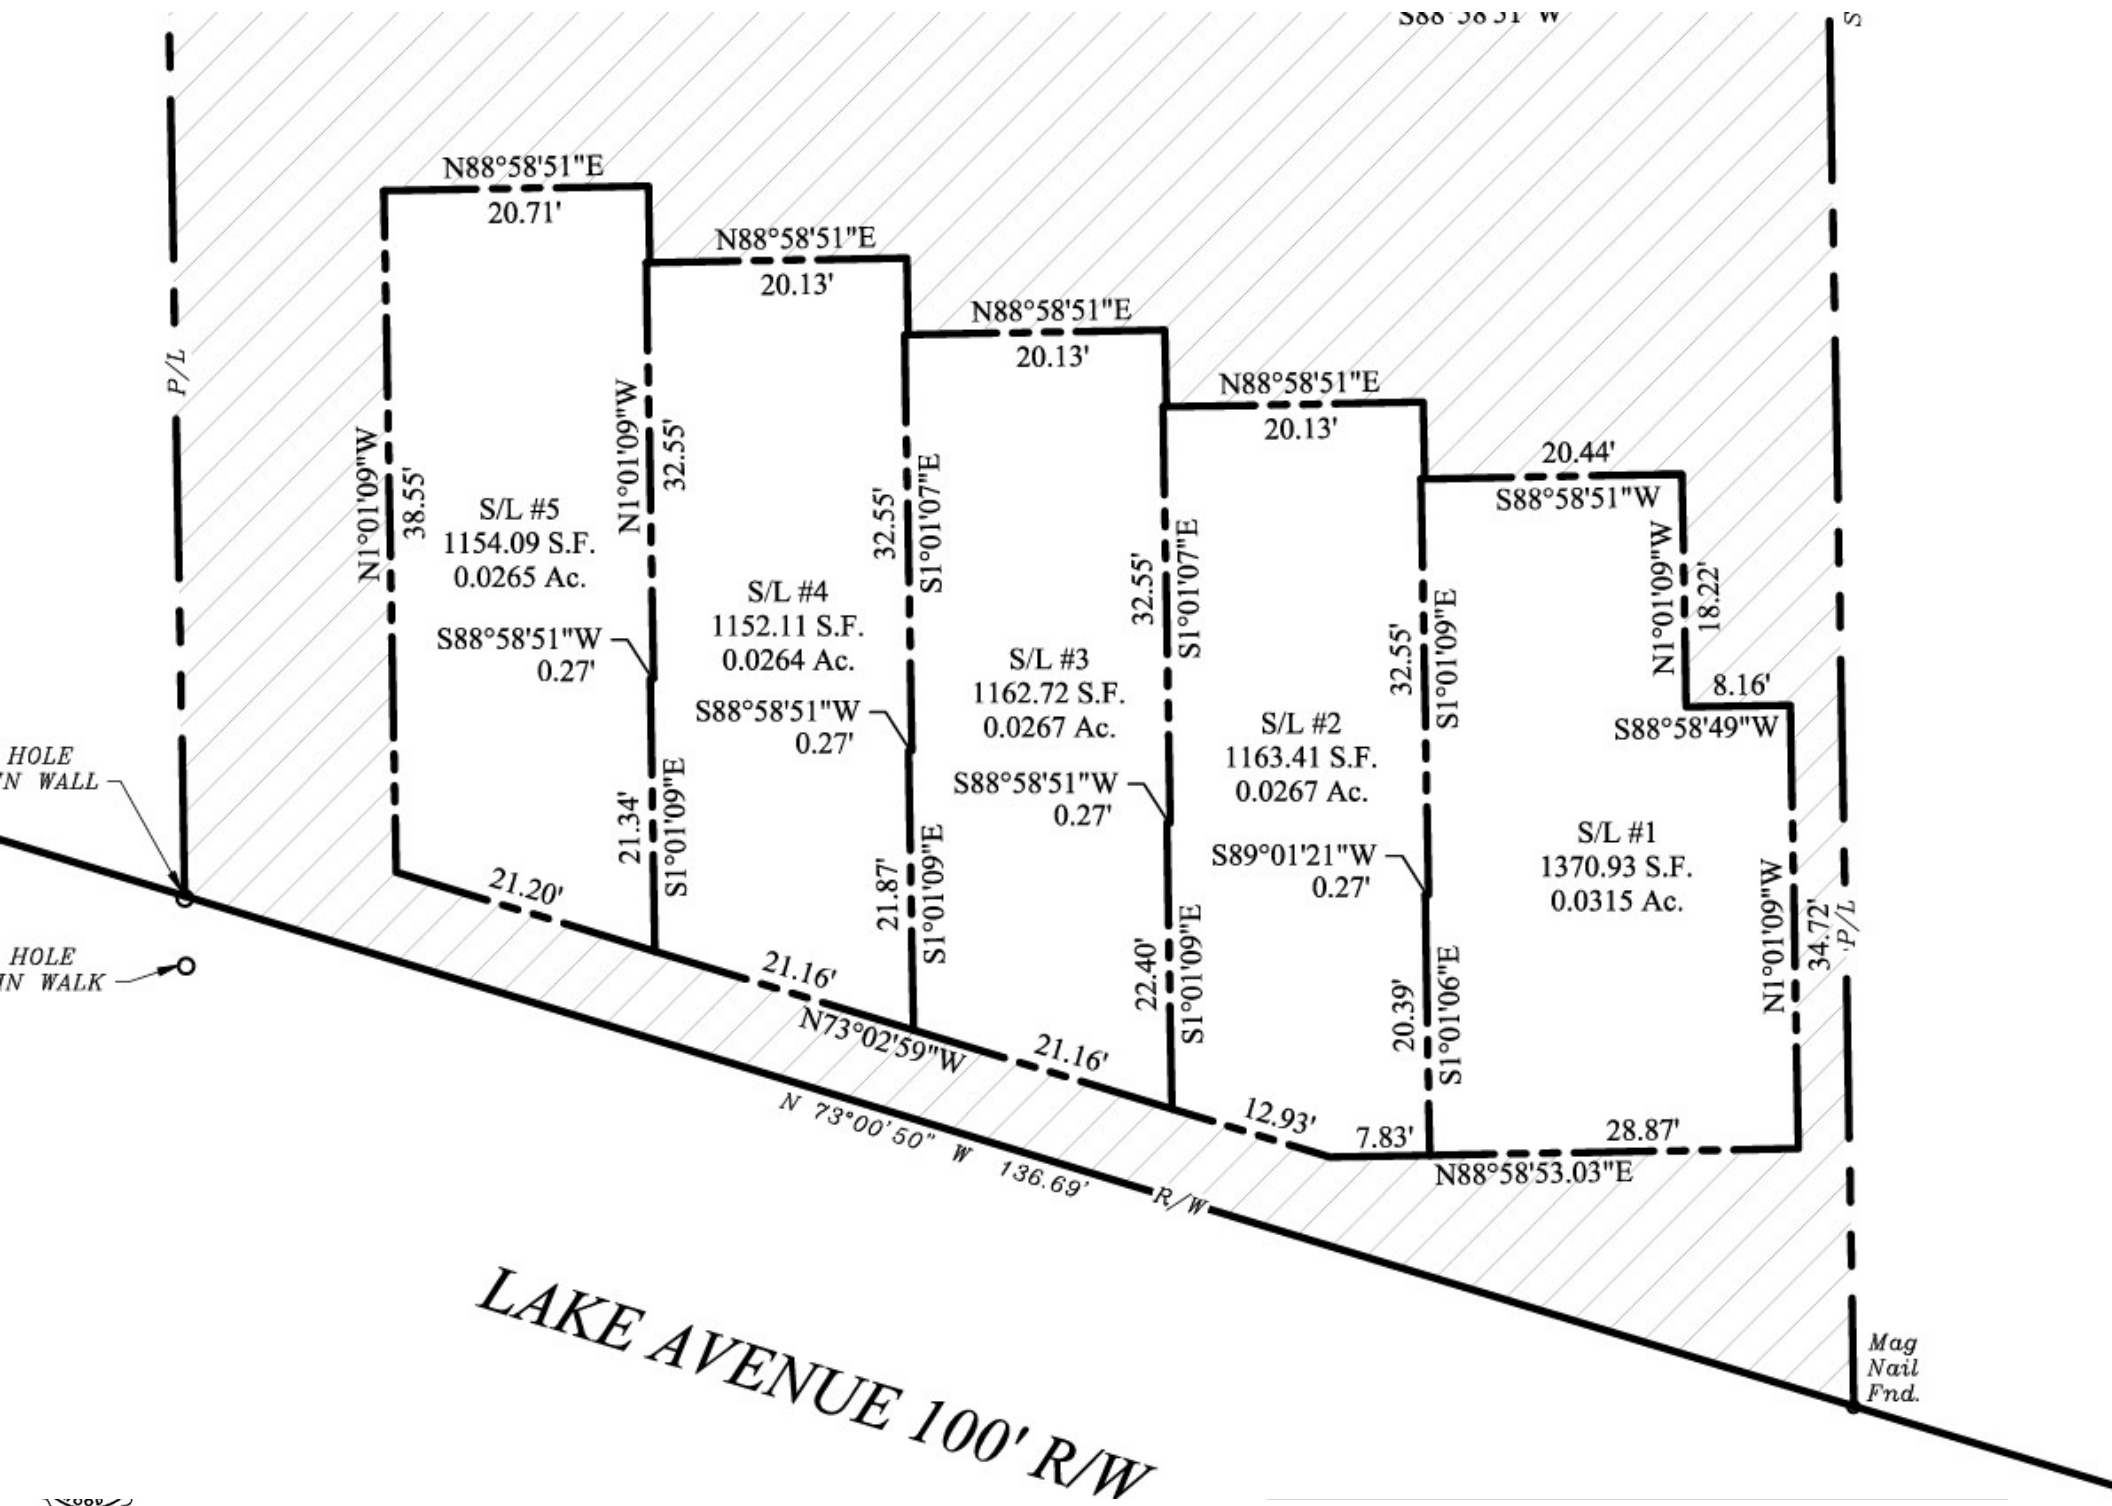 S88°58'51"W
S
N88°58'51"E
20.71'
N88°58'51"E
20.13'
N88°58'51"E
20.13'
N88°58'51"E
20.13'
20.44'
S88°58'51"W
P/L
N1°01'09"W
38.55'
S/L #5
1154.09 S.F.
0.0265 Ac.
N1°01'09"W
32.55'
S88°58'51"W
0.27'
21.34'
S1°01'09"E
S/L #4
1152.11 S.F.
0.0264 Ac.
32.55'
S1°01'07"E
S88°58'51"W
0.27'
21.87'
S1°01'09"E
S/L #3
1162.72 S.F.
0.0267 Ac.
32.55'
S1°01'07"E
S88°58'51"W
0.27'
22.40'
S1°01'09"E
S/L #2
1163.41 S.F.
0.0267 Ac.
32.55'
S1°01'09"E
S89°01'21"W
0.27'
20.39'
S1°01'06"E
N1°01'09"W
18.22'
8.16'
S88°58'49"W
S/L #1
1370.93 S.F.
0.0315 Ac.
N1°01'09"W
34.72'
P/L
HOLE
N WALL
HOLE
IN WALK
21.20'
21.16'
N73°02'59"W
21.16'
12.93'
7.83'
28.87'
N88°58'53.03"E
N 73°00'50" W 136.69'
R/W
LAKE AVENUE 100' R/W
Mag
Nail
Fnd.